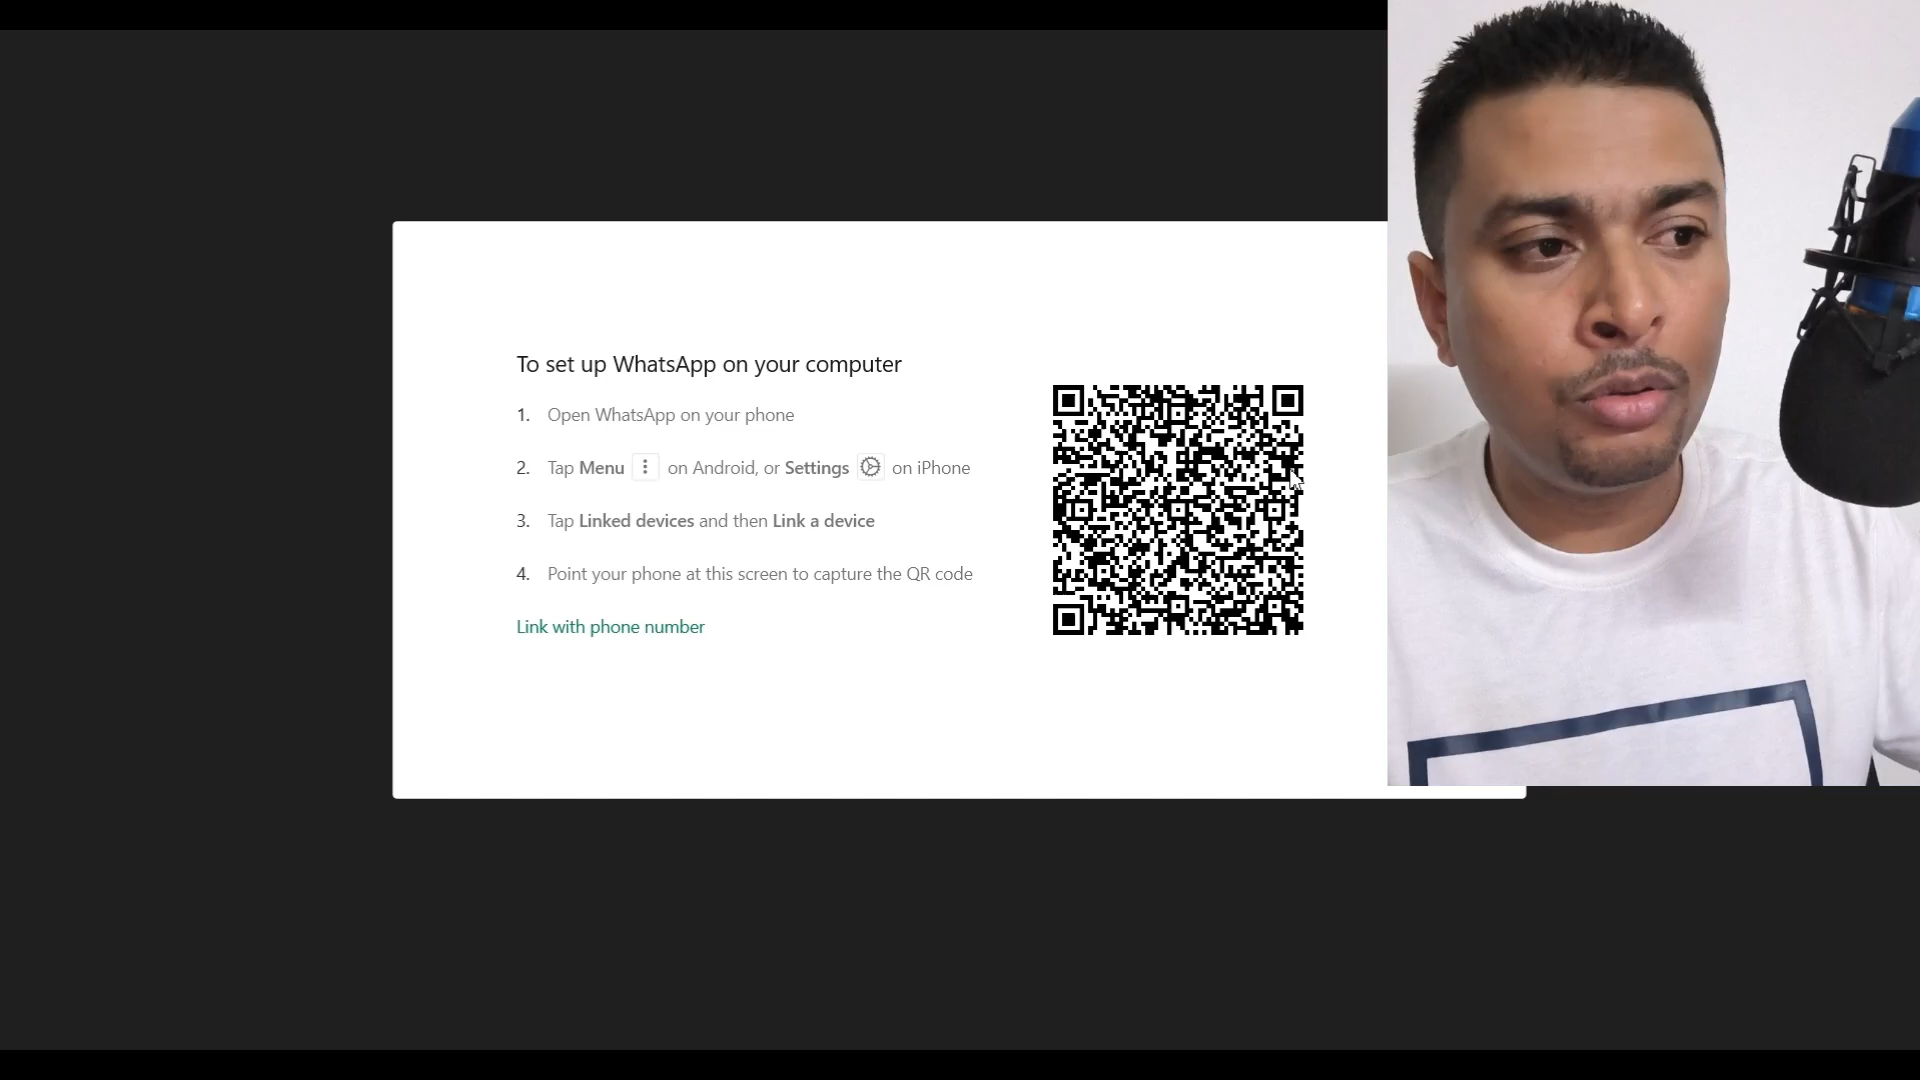 To set up WhatsApp on your computer
1. Open WhatsApp on your phone
2. Tap Menu on Android, or Settings on iPhone
3. Tap Linked devices and then Link a device
4. Point your phone at this screen to capture the QR code
Link with phone number